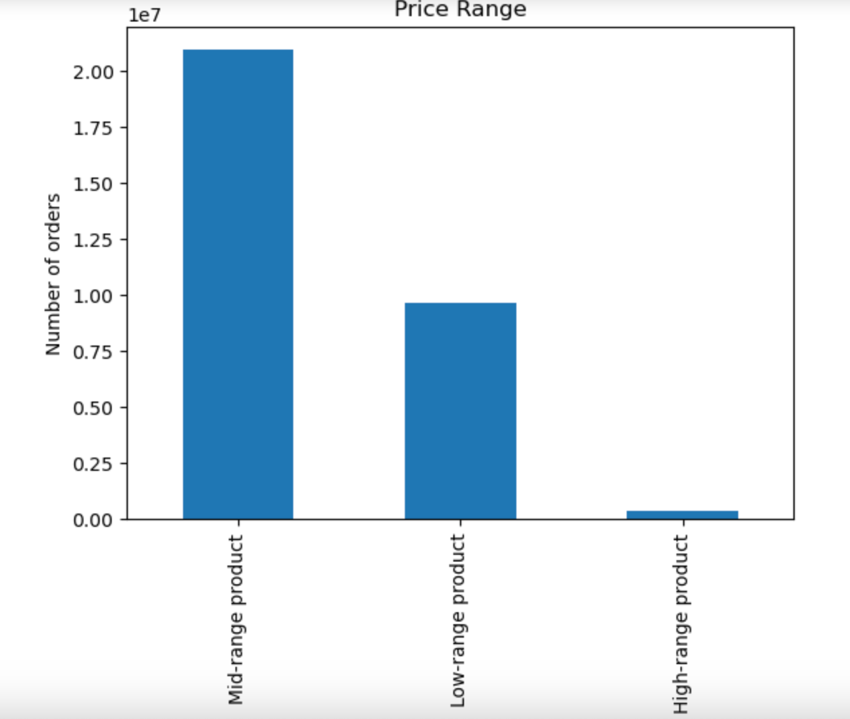 Price Range
1e7
2.00
1.75
1.50
1.25
1.00
0.75
0.50
0.25
0.00
Number of orders
Mid-range product
Low-range product
High-range product